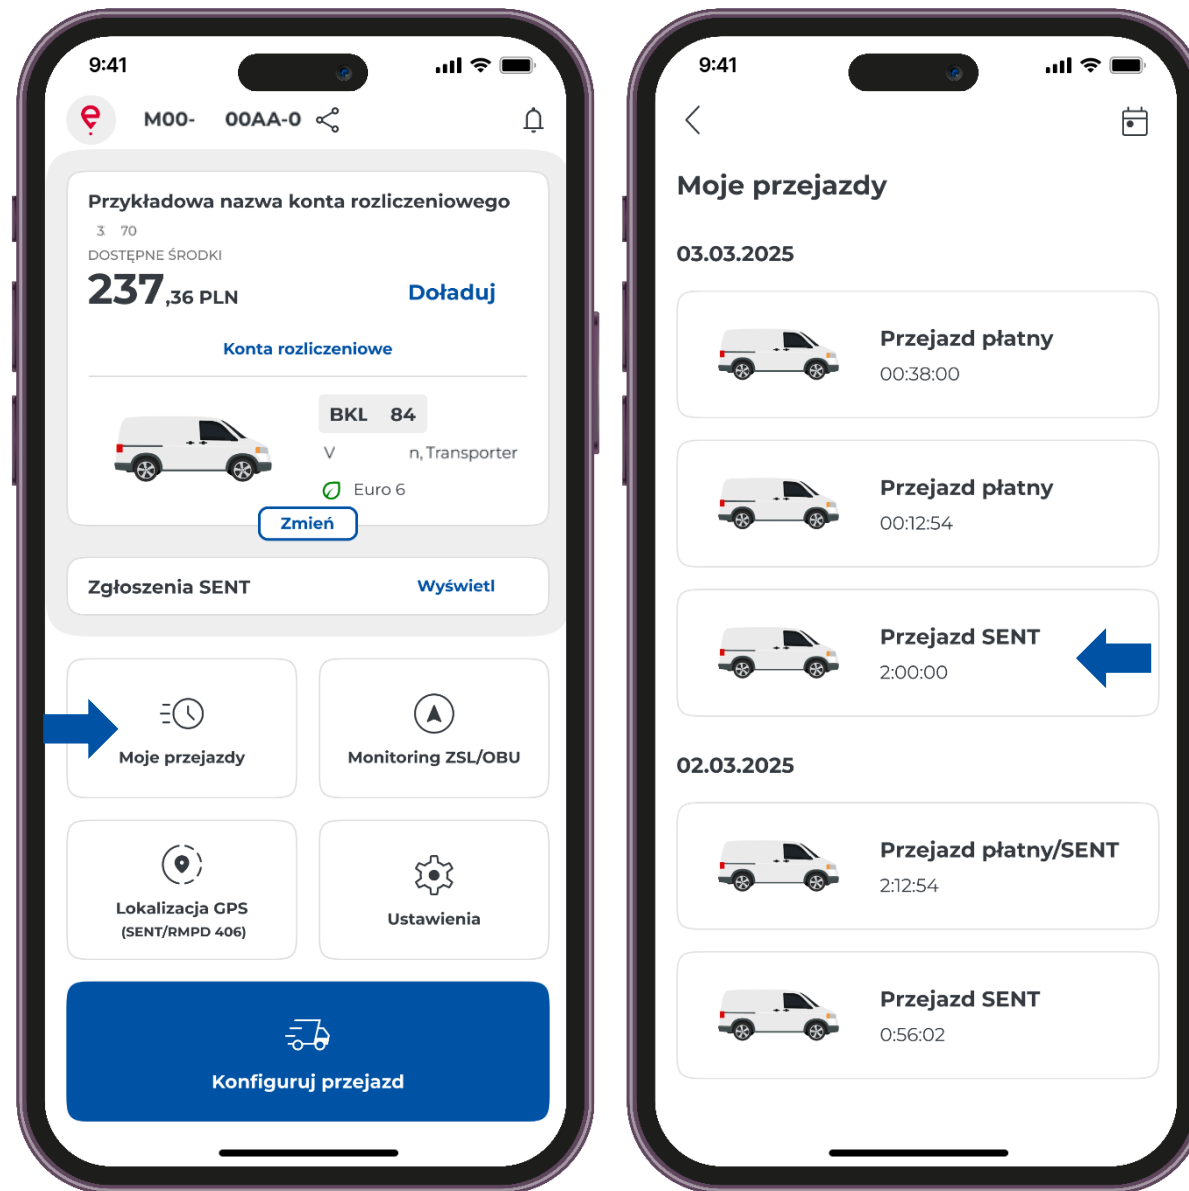 9:41
M00- 00AA-0
Przykładowa nazwa konta rozliczeniowego
3 70
DOSTĘPNE ŚRODKI
237,36 PLN
Doładuj
Konta rozliczeniowe
BKL 84
V n, Transporter
Euro 6
Zmień
Zgłoszenia SENT
Wyświetl
Moje przejazdy
Monitoring ZSL/OBU
Lokalizacja GPS
(SENT/RMPD 406)
Ustawienia
Konfiguruj przejazd
9:41
Moje przejazdy
03.03.2025
Przejazd płatny
00:38:00
Przejazd płatny
00:12:54
Przejazd SENT
2:00:00
02.03.2025
Przejazd płatny/SENT
2:12:54
Przejazd SENT
0:56:02